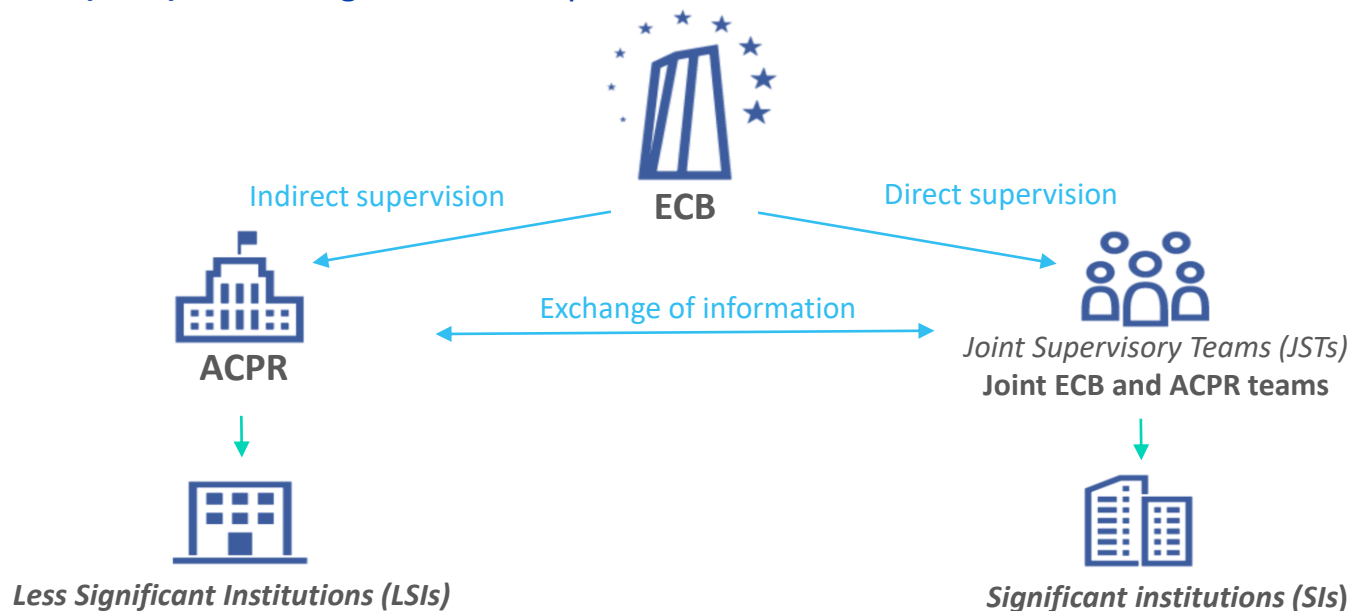 Indirect supervision
ECB
Direct supervision
Exchange of information
ACPR
Joint Supervisory Teams (JSTs)
Joint ECB and ACPR teams
Less Significant Institutions (LSIs)
Significant institutions (SIs)